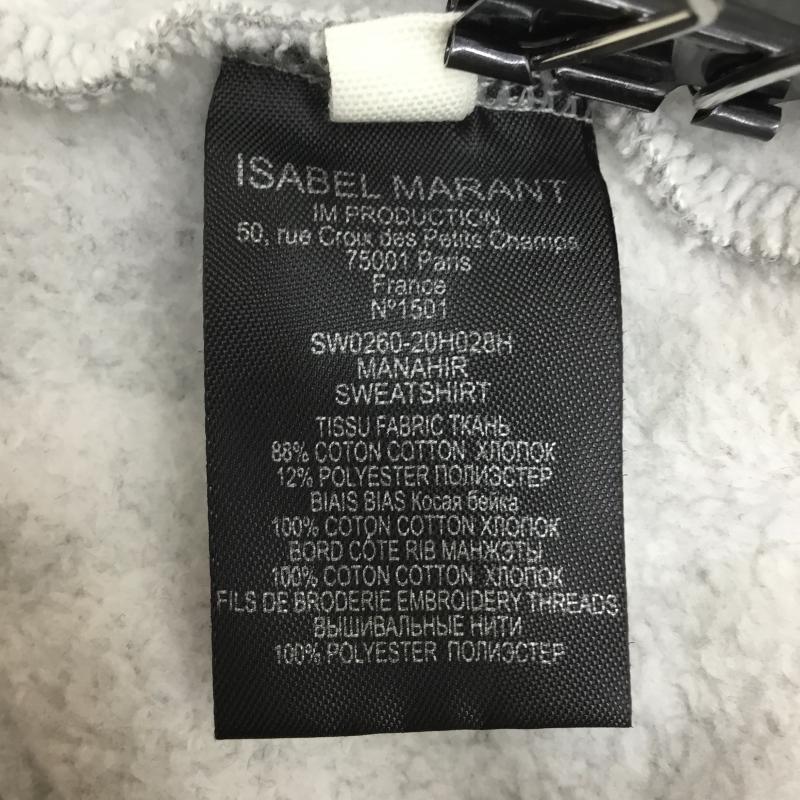 ISABEL MARANT
IM PRODUCTION
50, rue Croix des Petits Champs
75001 Paris
France
N°1501
SW0260-20H028H
MANAHIR
SWEATSHIRT
TISSU FABRIC ТКАНЬ
88% COTON COTTON ХЛОПОК
12% POLYESTER ПОЛИЭСТЕР
BIAIS BIAS Косая бейка
100% COTON COTTON ХЛОПОК
BORD CÔTE RIB МАНЖЭТЫ
100% COTON COTTON ХЛОПОК
FILS DE BRODERIE EMBROIDERY THREADS
ВЫШИВАЛЬНЫЕ НИТИ
100% POLYESTER ПОЛИЭСТЕР